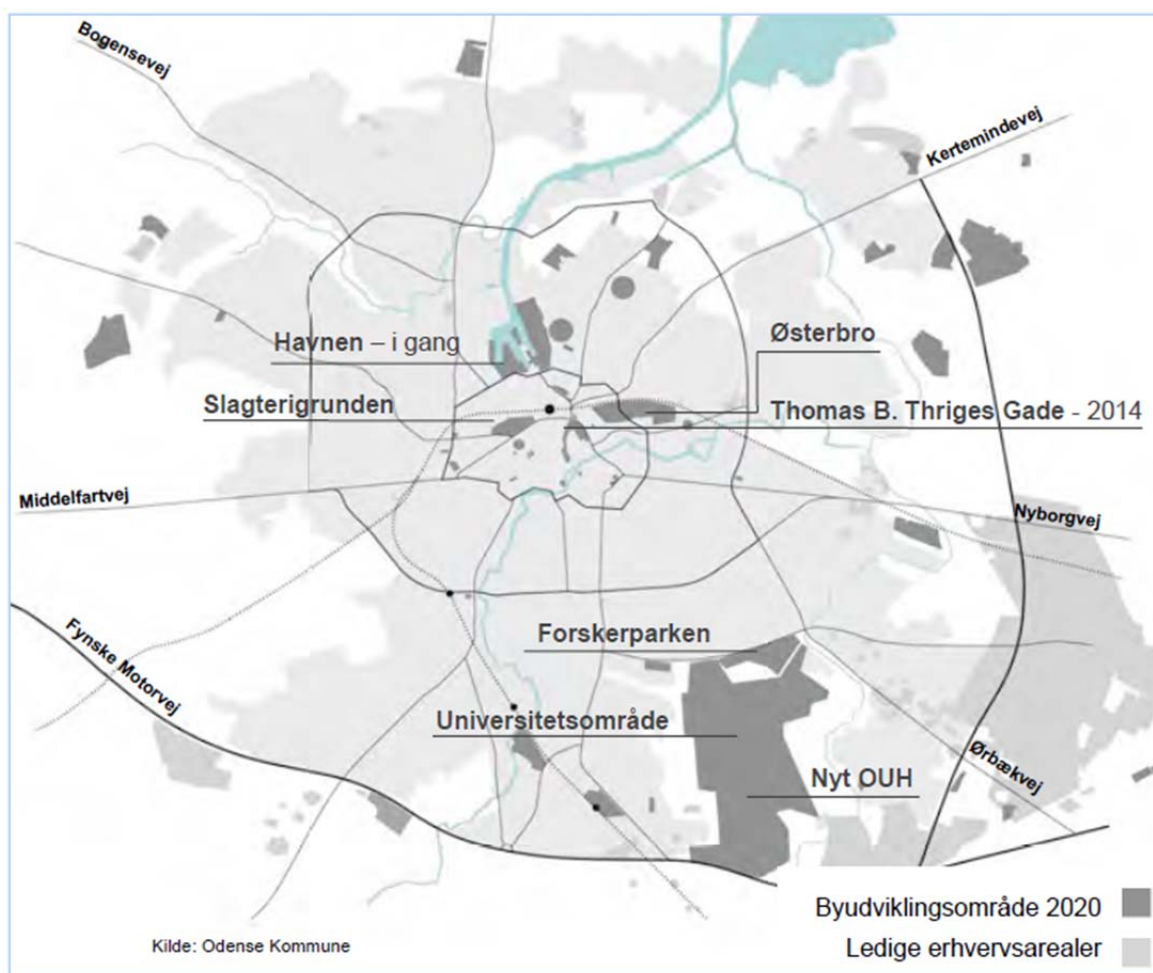 Bogensevej
Kertemindevej
Havnen – i gang
Østerbro
Slagterigrunden
Thomas B. Thriges Gade - 2014
Middelfartvej
Nyborgvej
Fynske Motorvej
Forskerparken
Universitetsområde
Ørbækvej
Nyt OUH
Byudviklingsområde 2020
Ledige erhvervsarealer
Kilde: Odense Kommune